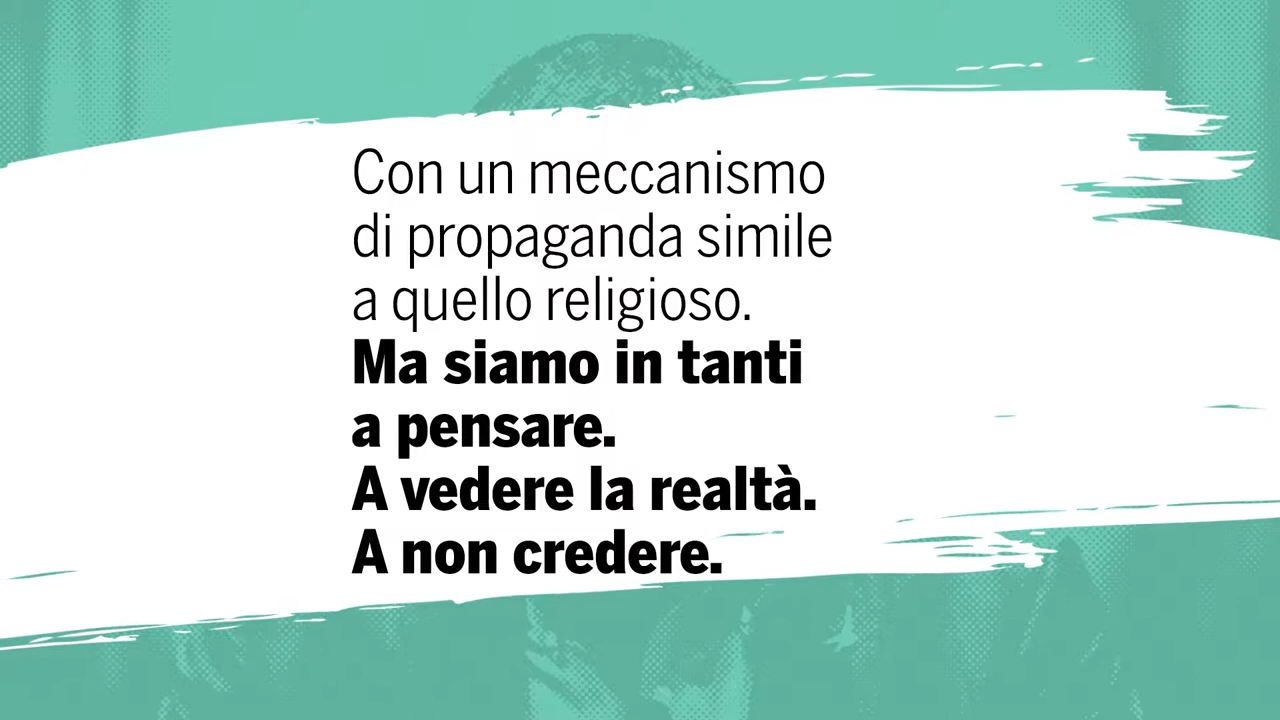 Con un meccanismo
di propaganda simile
a quello religioso.
Ma siamo in tanti
a pensare.
A vedere la realtà.
A non credere.